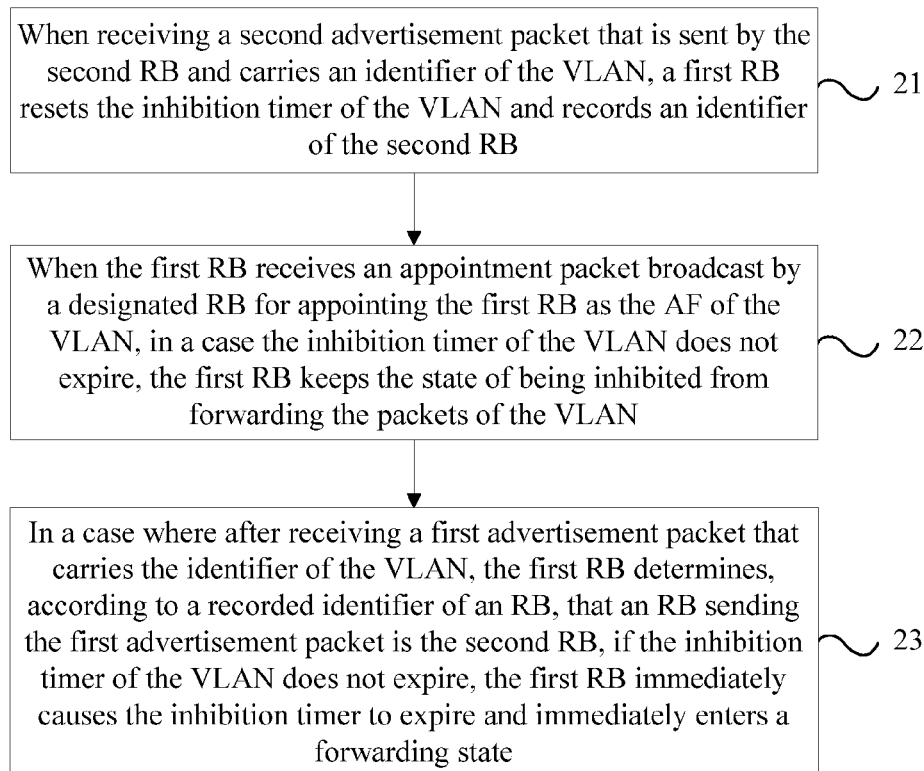 When receiving a second advertisement packet that is sent by the
second RB and carries an identifier of the VLAN, a first RB
resets the inhibition timer of the VLAN and records an identifier
of the second RB
21
When the first RB receives an appointment packet broadcast by
a designated RB for appointing the first RB as the AF of the
VLAN, in a case the inhibition timer of the VLAN does not
expire, the first RB keeps the state of being inhibited from
forwarding the packets of the VLAN
22
In a case where after receiving a first advertisement packet that
carries the identifier of the VLAN, the first RB determines,
according to a recorded identifier of an RB, that an RB sending
the first advertisement packet is the second RB, if the inhibition
timer of the VLAN does not expire, the first RB immediately
causes the inhibition timer to expire and immediately enters a
forwarding state
23